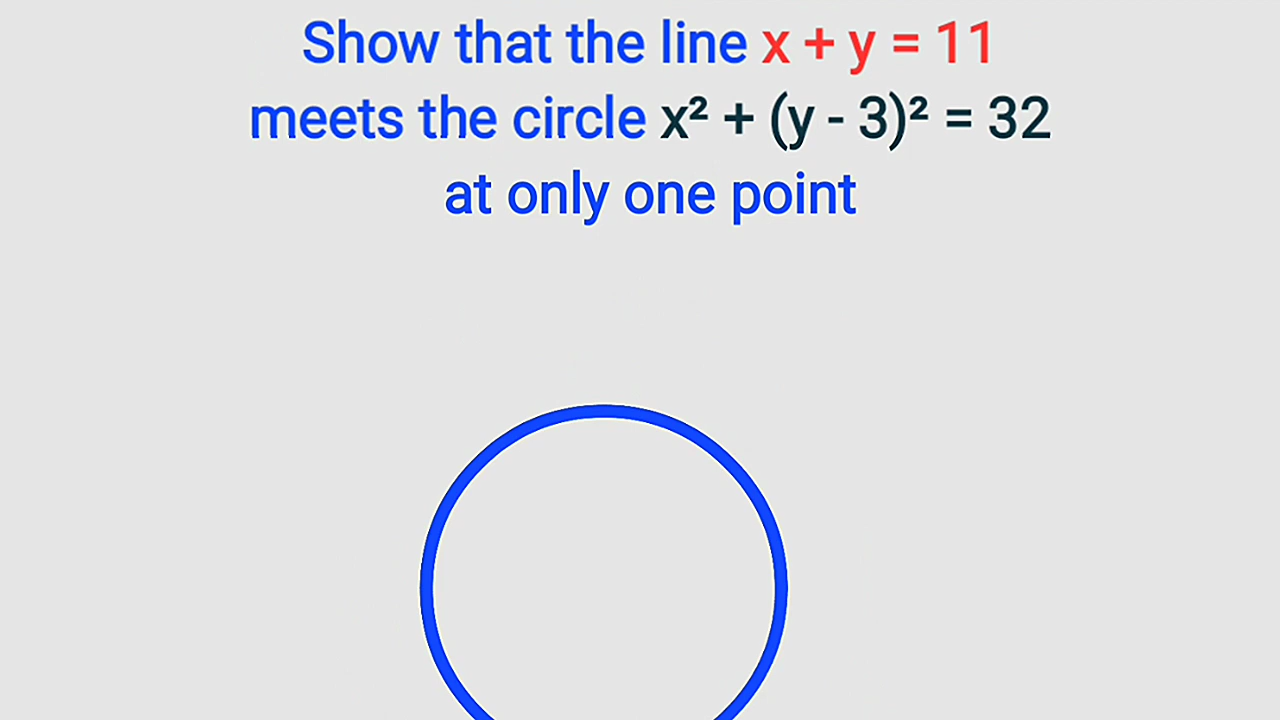 Show that the line x + y = 11
meets the circle x² + (y - 3)² = 32
at only one point